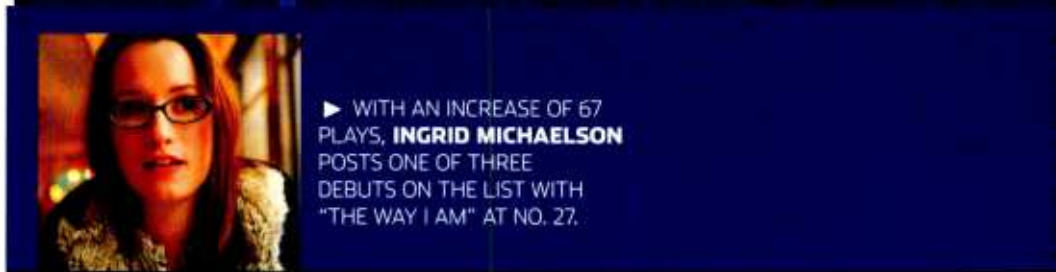 ▶ WITH AN INCREASE OF 67
PLAYS, INGRID MICHAELSON
POSTS ONE OF THREE
DEBUTS ON THE LIST WITH
"THE WAY I AM" AT NO. 27.